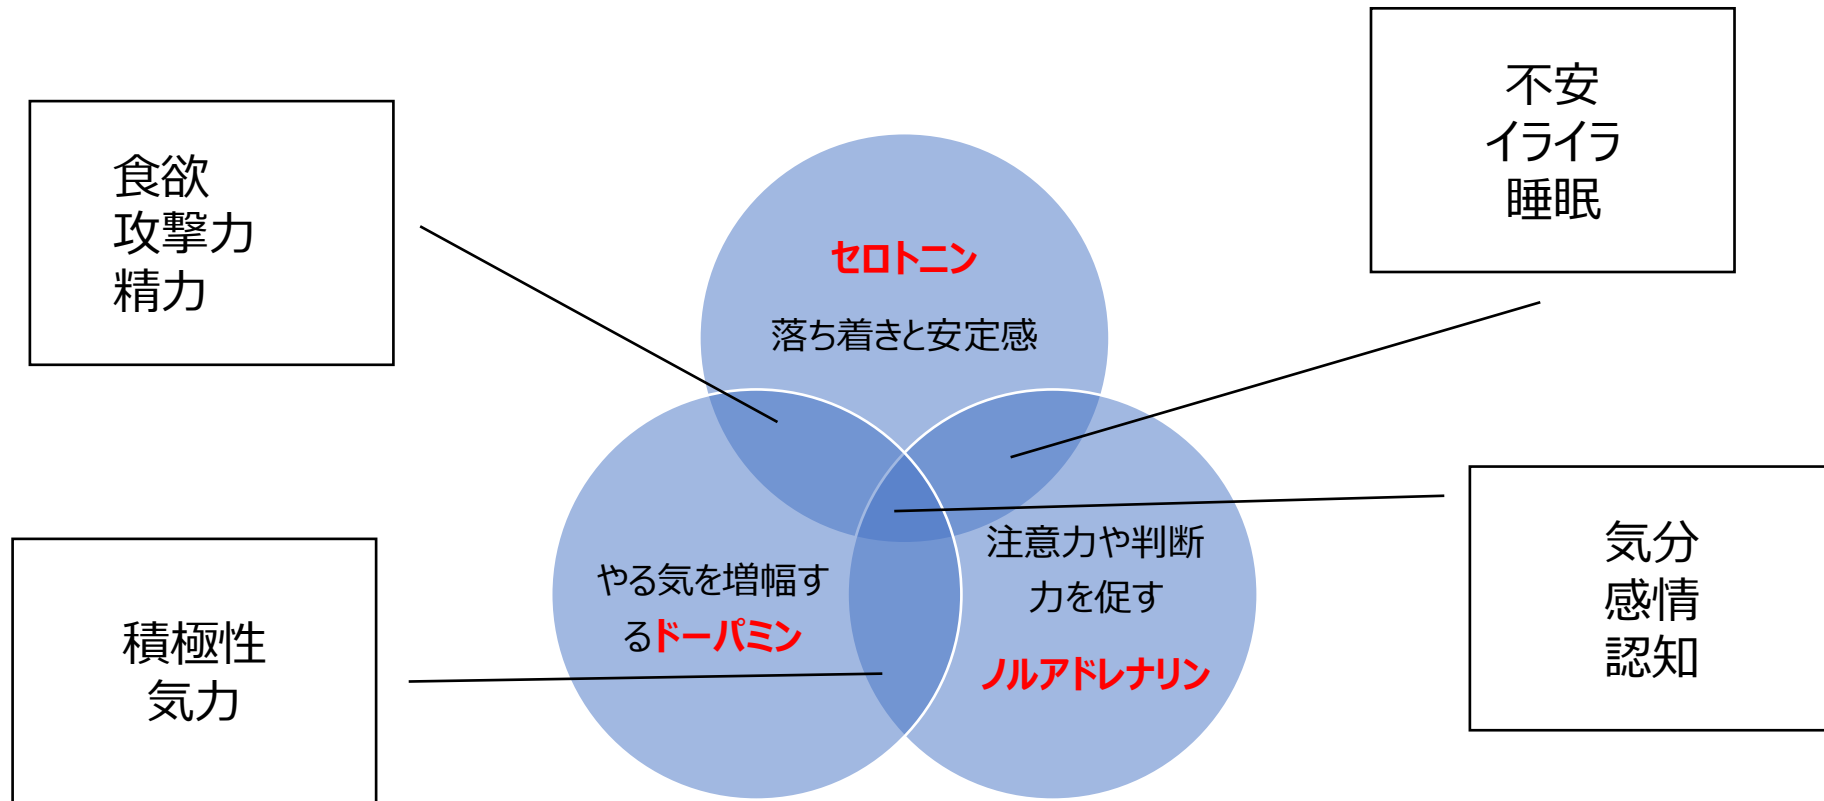 不安
イライラ
睡眠
食欲
攻撃力
精力
セロトニン
落ち着きと安定感
注意力や判断
力を促す
ノルアドレナリン
やる気を増幅す
るドーパミン
気分
感情
認知
積極性
気力